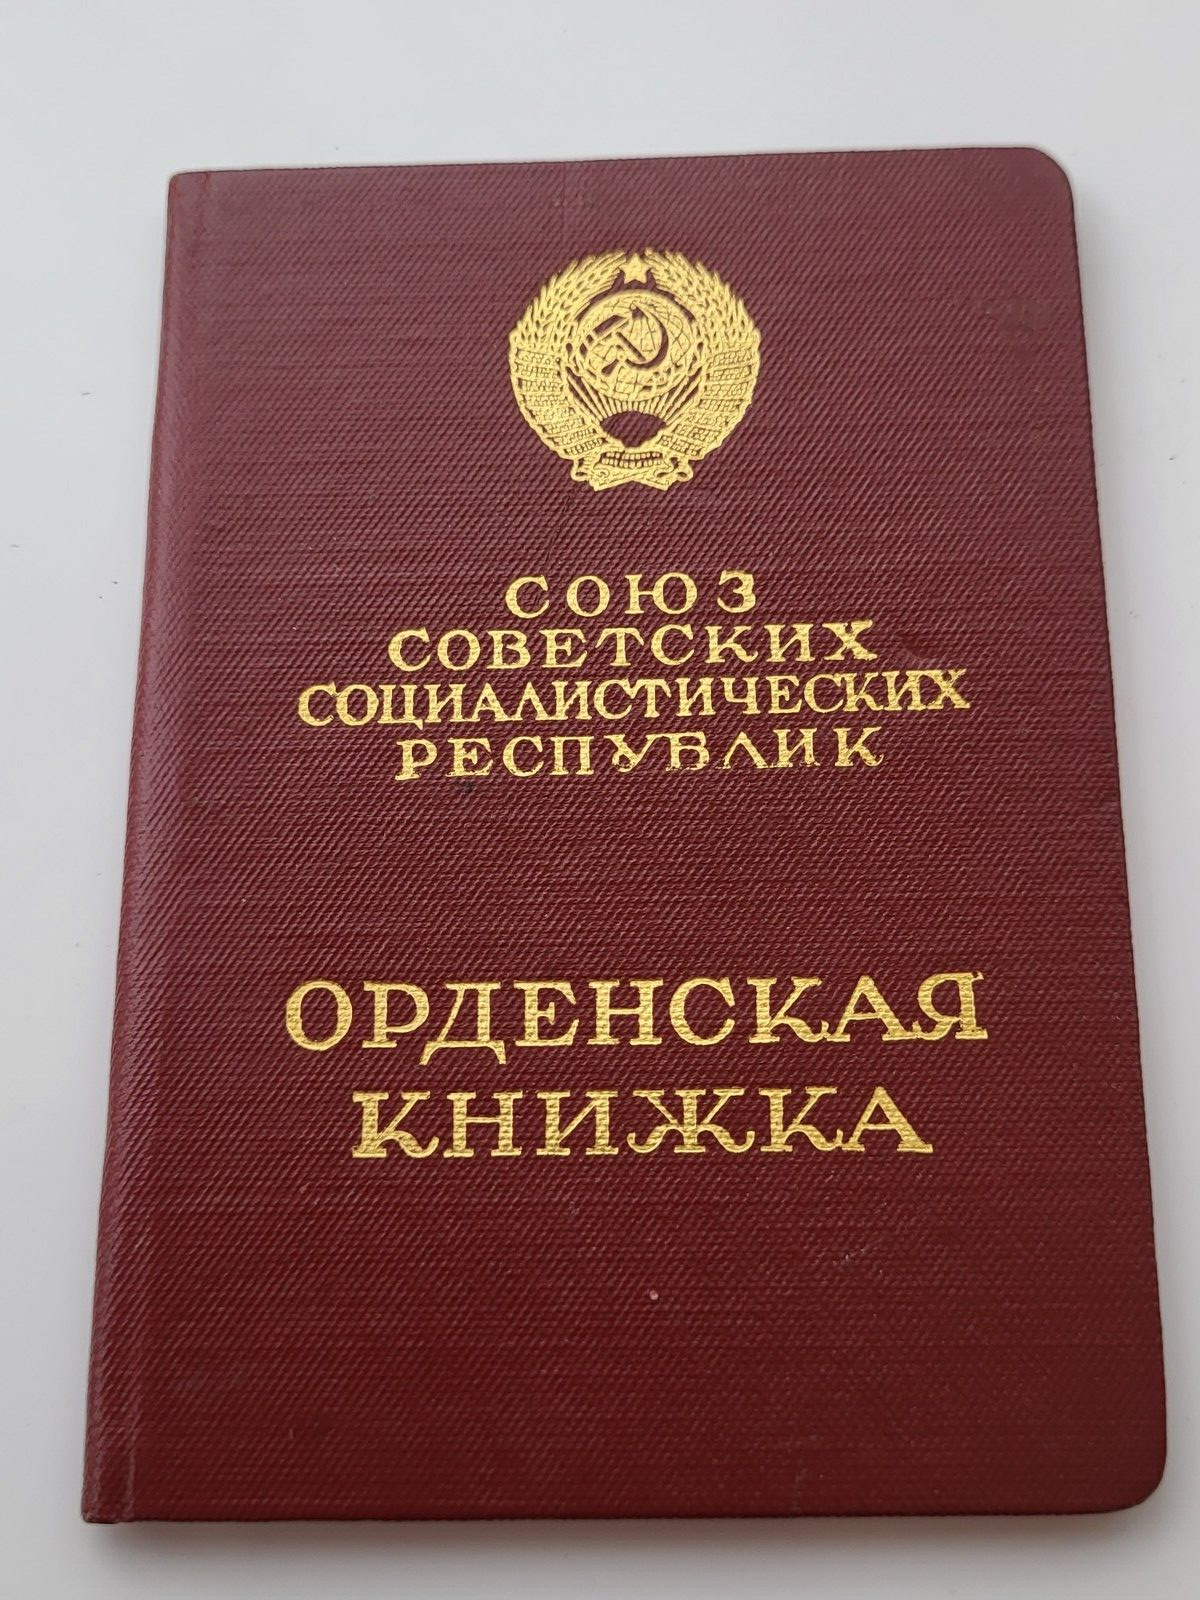 СОЮЗ
СОВЕТСКИХ
СОЦИАЛИСТИЧЕСКИХ
РЕСПУБЛИК
ОРДЕНСКАЯ
КНИЖКА